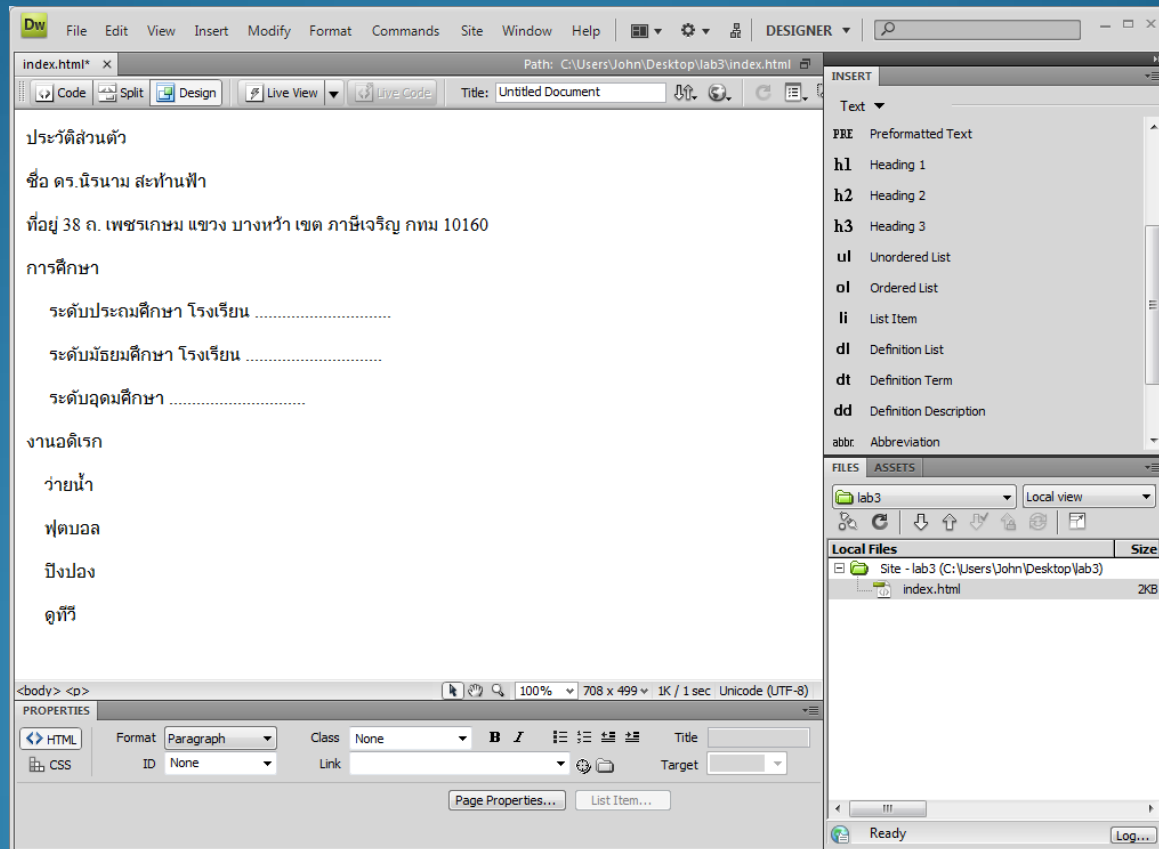 Dw File Edit View Insert Modify Format Commands Site Window Help DESIGNER
index.html* × Path: C:\Users\John\Desktop\lab3\index.html
Code Split Design Live View Live Code Title: Untitled Document
ประวัติส่วนตัว
ชื่อ ดร.นิรนาม สะท้านฟ้า
ที่อยู่ 38 ถ. เพชรเกษม แขวง บางหว้า เขต ภาษีเจริญ กทม 10160
การศึกษา
ระดับประถมศึกษา โรงเรียน ..............................
ระดับมัธยมศึกษา โรงเรียน ..............................
ระดับอุดมศึกษา ..............................
งานอดิเรก
ว่ายน้ำ
ฟุตบอล
ปิงปอง
ดูทีวี
<body> <p> 100% 708 x 499 1K / 1 sec Unicode (UTF-8)
PROPERTIES
HTML Format Paragraph Class None B I Title
CSS ID None Link Target
Page Properties... List Item...
INSERT
Text
PRE Preformatted Text
h1 Heading 1
h2 Heading 2
h3 Heading 3
ul Unordered List
ol Ordered List
li List Item
dl Definition List
dt Definition Term
dd Definition Description
abbr. Abbreviation
FILES ASSETS
lab3 Local view
Local Files Size
Site - lab3 (C:\Users\John\Desktop\lab3)
index.html 2KB
Ready Log...